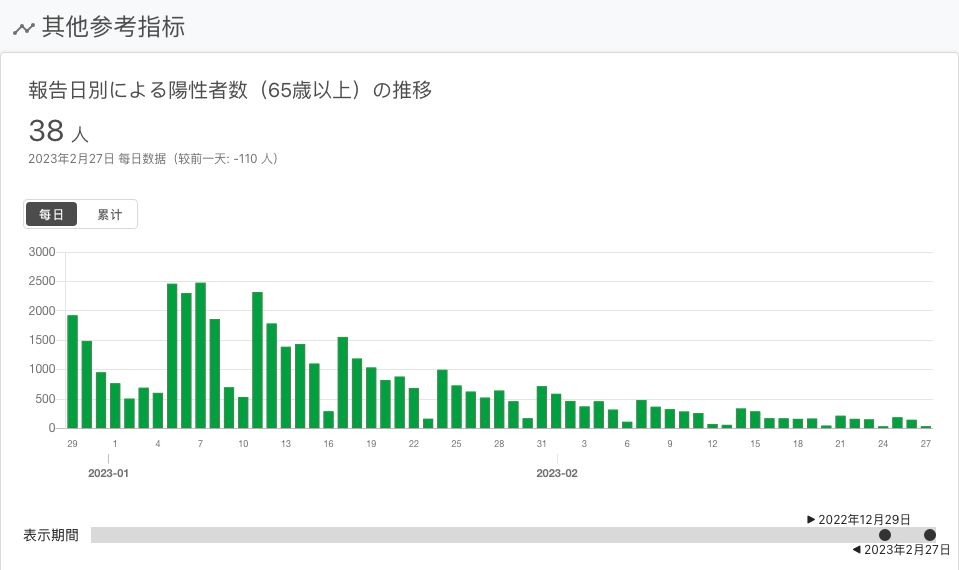 其他参考指标
報告日別による陽性者数（65歳以上）の推移
38 人
2023年2月27日 每日数据（较前一天: -110 人）
每日 累计
3000
2500
2000
1500
1000
500
0
29 1 4 7 10 13 16 19 22 25 28 31 3 6 9 12 15 18 21 24 27
2023-01 2023-02
▶ 2022年12月29日
表示期間
◀ 2023年2月27日